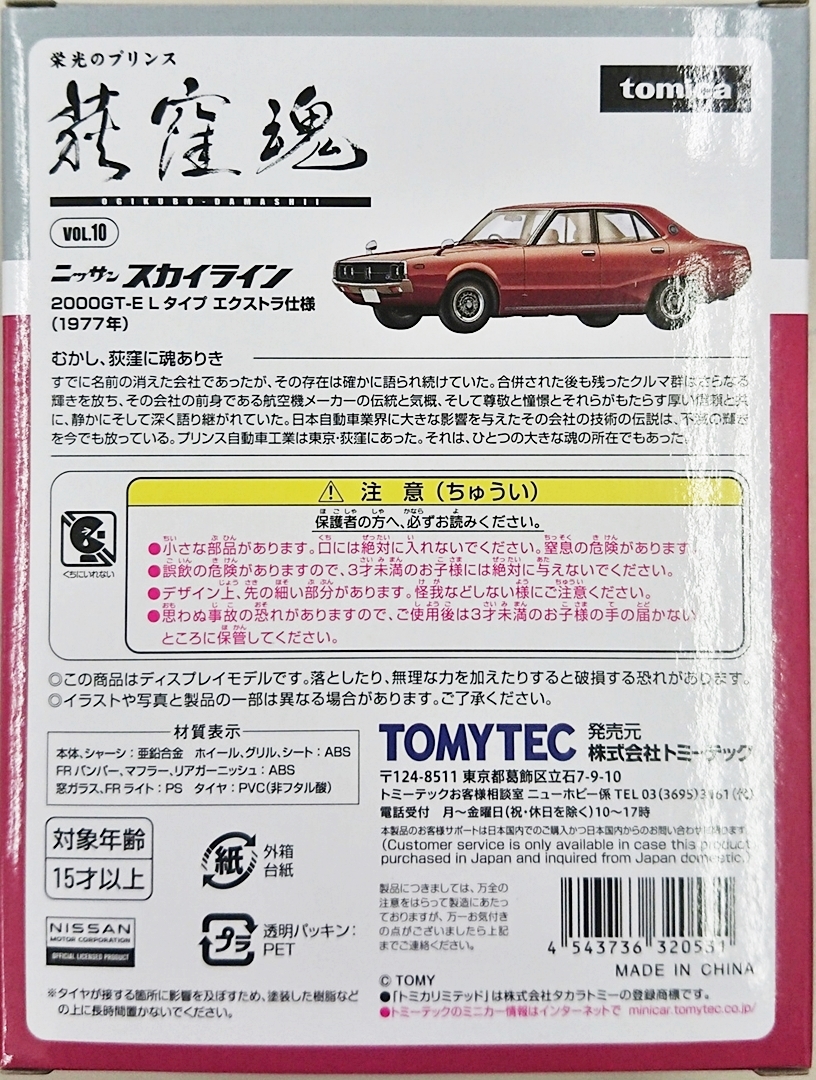 栄光のプリンス
荻窪魂
OGIKUBO-DAMASHII
tomica
VOL.10
ニッサン スカイライン
2000GT-E L タイプ エクストラ仕様
(1977年)
むかし、荻窪に魂ありき
すでに名前の消えた会社であったが、その存在は確かに語られ続けていた。合併された後も残ったクルマ群はさらなる
輝きを放ち、その会社の前身である航空機メーカーの伝統と気概、そして尊敬と憧憬とそれらがもたらす厚い信頼と共
に、静かにそして深く語り継がれていた。日本自動車業界に大きな影響を与えたその会社の技術の伝説は、不滅の輝き
を今でも放っている。プリンス自動車工業は東京・荻窪にあった。それは、ひとつの大きな魂の所在でもあった。
くちにいれない
⚠ 注 意 (ちゅうい)
保護者の方へ、必ずお読みください。
●小さな部品があります。口には絶対に入れないでください。窒息の危険があります。
●誤飲の危険がありますので、3才未満のお子様には絶対に与えないでください。
●デザイン上、先の細い部分があります。怪我などしない様にご注意ください。
●思わぬ事故の恐れがありますので、ご使用後は3才未満のお子様の手の届かない
ところに保管してください。
◎この商品はディスプレイモデルです。落としたり、無理な力を加えたりすると破損する恐れがあります。
◎イラストや写真と製品の一部は異なる場合があります。ご了承ください。
材質表示
本体、シャーシ:亜鉛合金 ホイール、グリル、シート:ABS
FRバンパー、マフラー、リアガーニッシュ:ABS
窓ガラス、FRライト:PS タイヤ:PVC(非フタル酸)
TOMYTEC 発売元
株式会社トミーテック
〒124-8511 東京都葛飾区立石7-9-10
トミーテックお客様相談室 ニューホビー係 TEL 03(3695)3161(代)
電話受付 月〜金曜日(祝・休日を除く)10〜17時
本製品のお客様サポートは日本国内でのご購入かつ日本国内からのお問い合わせに限ります。
(Customer service is only available in case this product
purchased in Japan and inquired from Japan domestic.)
対象年齢
15才以上
紙
外箱
台紙
プラ
透明パッキン:
PET
NISSAN
MOTOR CORPORATION
OFFICIAL LICENSED PRODUCT
製品につきましては、万全の
注意をはらって製造にあたっ
ておりますが、万一お気付き
の点がございましたら上記
までご連絡ください。
4 543736 320531
MADE IN CHINA
※タイヤが接する箇所に影響を及ぼすため、塗装した樹脂など
の上に長時間置かないでください。
© TOMY
●「トミカリミテッド」は株式会社タカラトミーの登録商標です。
●トミーテックのミニカー情報はインターネットで minicar.tomytec.co.jp/